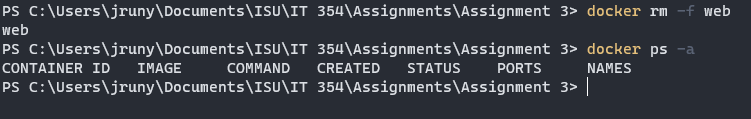 PS C:\Users\jruny\Documents\ISU\IT 354\Assignments\Assignment 3> docker rm -f web
web
PS C:\Users\jruny\Documents\ISU\IT 354\Assignments\Assignment 3> docker ps -a
CONTAINER ID   IMAGE     COMMAND   CREATED   STATUS    PORTS     NAMES
PS C:\Users\jruny\Documents\ISU\IT 354\Assignments\Assignment 3>